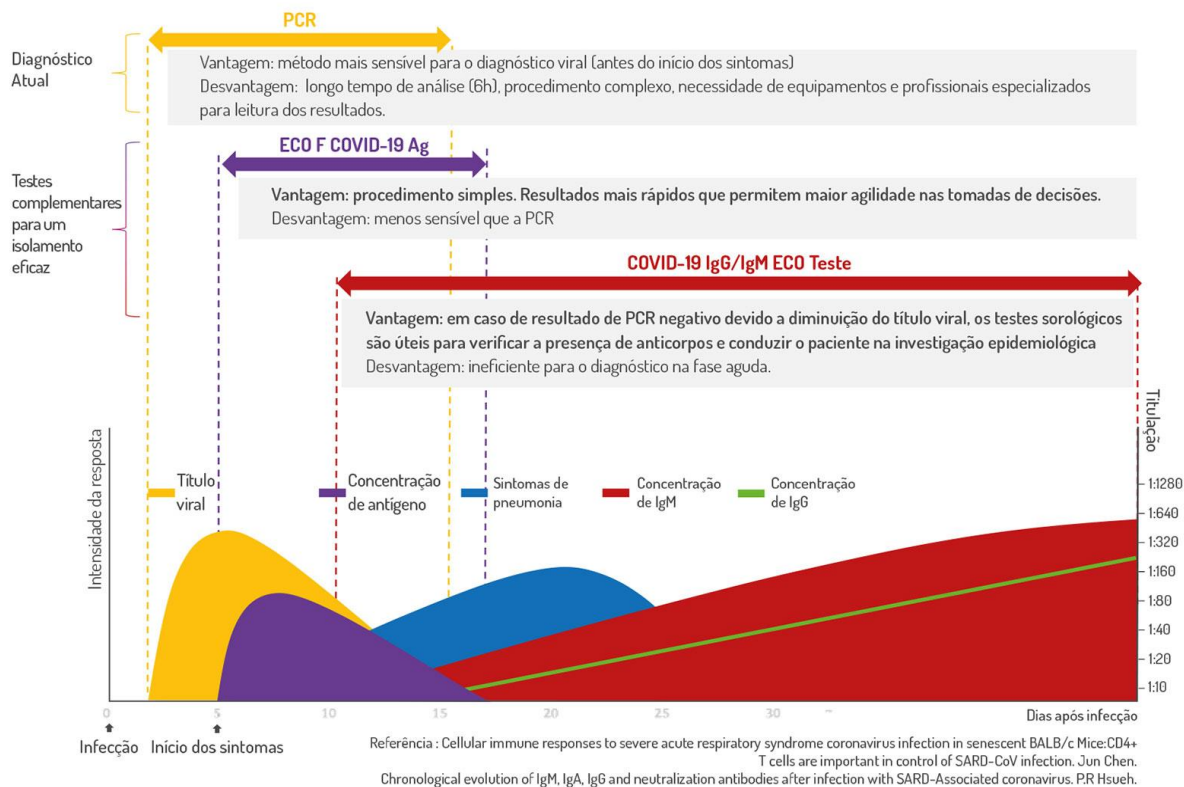 PCR
Diagnóstico
Atual
Vantagem: método mais sensível para o diagnóstico viral (antes do início dos sintomas)
Desvantagem: longo tempo de análise (6h), procedimento complexo, necessidade de equipamentos e profissionais especializados
para leitura dos resultados.
ECO F COVID-19 Ag
Testes
complementares
para um
isolamento
eficaz
Vantagem: procedimento simples. Resultados mais rápidos que permitem maior agilidade nas tomadas de decisões.
Desvantagem: menos sensível que a PCR
COVID-19 IgG/IgM ECO Teste
Vantagem: em caso de resultado de PCR negativo devido a diminuição do título viral, os testes sorológicos
são úteis para verificar a presença de anticorpos e conduzir o paciente na investigação epidemiológica
Desvantagem: ineficiente para o diagnóstico na fase aguda.
Intensidade da resposta
Título
viral
Concentração
de antígeno
Sintomas de
pneumonia
Concentração
de IgM
Concentração
de IgG
Titulação
1:1280
1:640
1:320
1:160
1:80
1:40
1:20
1:10
0 5 10 15 20 25 30 ...
Dias após infecção
Infecção
Início dos sintomas
Referência : Cellular immune responses to severe acute respiratory syndrome coronavirus infection in senescent BALB/c Mice:CD4+
T cells are important in control of SARD-CoV infection. Jun Chen.
Chronological evolution of IgM, IgA, IgG and neutralization antibodies after infection with SARD-Associated coronavirus. P.R Hsueh.